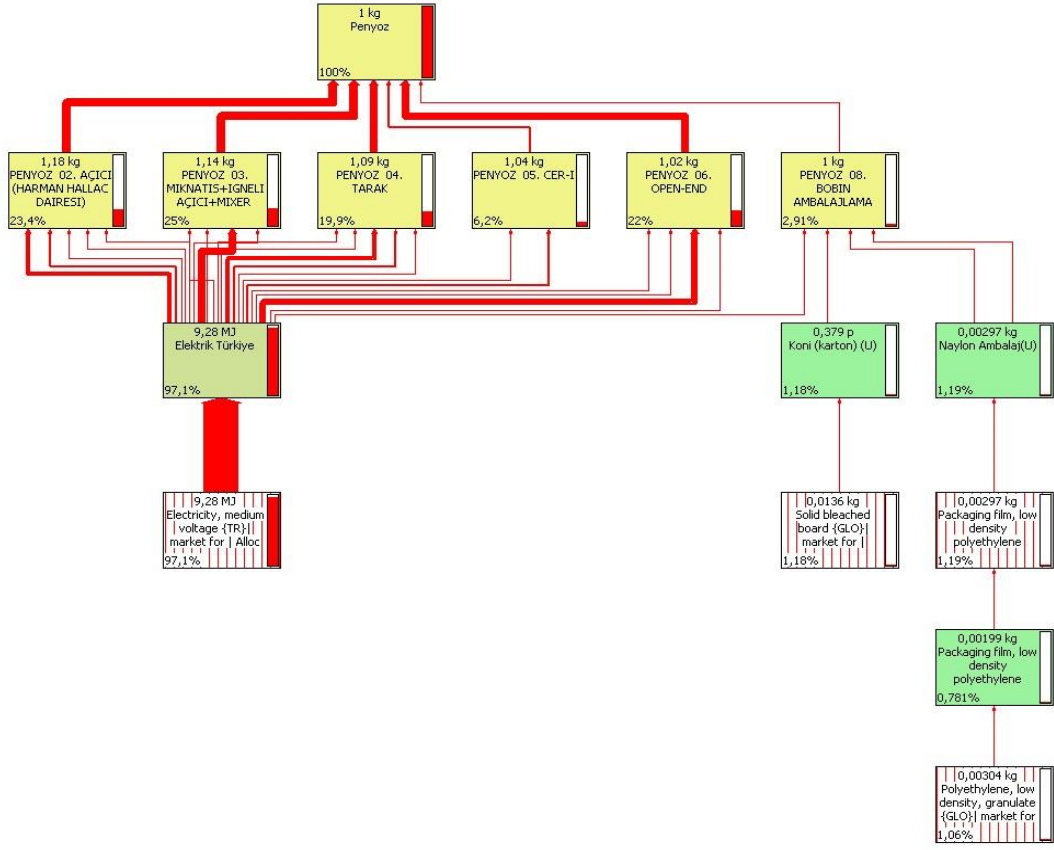 1 kg
Penyoz
100%
1,18 kg
PENYOZ 02. AÇICI
(HARMAN HALLAC
DAIRESI)
23,4%
1,14 kg
PENYOZ 03.
MIKNATIS+IGNELI
AÇICI+MIXER
25%
1,09 kg
PENYOZ 04.
TARAK
19,9%
1,04 kg
PENYOZ 05. CER-I
6,2%
1,02 kg
PENYOZ 06.
OPEN-END
22%
1 kg
PENYOZ 08.
BOBIN
AMBALAJLAMA
2,91%
9,28 MJ
Elektrik Türkiye
97,1%
0,379 p
Koni (karton) (U)
1,18%
0,00297 kg
Naylon Ambalaj(U)
1,19%
9,28 MJ
Electricity, medium
voltage {TR}|
market for | Alloc
97,1%
0,0136 kg
Solid bleached
board {GLO}|
market for |
1,18%
0,00297 kg
Packaging film, low
density
polyethylene
1,19%
0,00199 kg
Packaging film, low
density
polyethylene
0,781%
0,00304 kg
Polyethylene, low
density, granulate
{GLO}| market for
1,06%